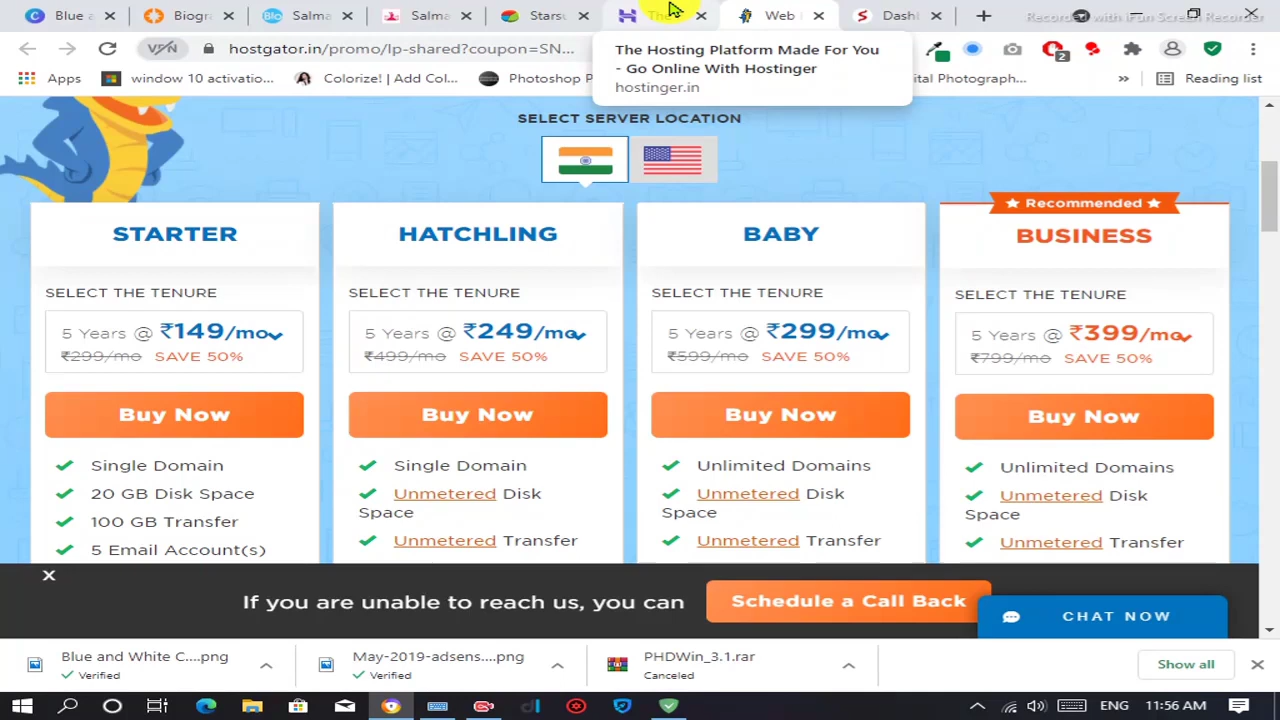 Blue a
Biogra
Salma
Salma
Starsu
The
Web
Dashl
Recorded with iFun Screen Recorder
VPN
hostgator.in/promo/lp-shared?coupon=SN...
2
Apps
window 10 activatio...
Colorize! | Add Col...
Photoshop P
ital Photograph...
»
Reading list
The Hosting Platform Made For You
- Go Online With Hostinger
hostinger.in
SELECT SERVER LOCATION
STARTER
SELECT THE TENURE
5 Years @ ₹149/mo
₹299/mo SAVE 50%
Buy Now
Single Domain
20 GB Disk Space
100 GB Transfer
5 Email Account(s)
HATCHLING
SELECT THE TENURE
5 Years @ ₹249/mo
₹499/mo SAVE 50%
Buy Now
Single Domain
Unmetered Disk
Space
Unmetered Transfer
BABY
SELECT THE TENURE
5 Years @ ₹299/mo
₹599/mo SAVE 50%
Buy Now
Unlimited Domains
Unmetered Disk
Space
Unmetered Transfer
★ Recommended ★
BUSINESS
SELECT THE TENURE
5 Years @ ₹399/mo
₹799/mo SAVE 50%
Buy Now
Unlimited Domains
Unmetered Disk
Space
Unmetered Transfer
If you are unable to reach us, you can
Schedule a Call Back
CHAT NOW
Blue and White C....png
Verified
May-2019-adsens....png
Verified
PHDWin_3.1.rar
Canceled
Show all
ENG
11:56 AM